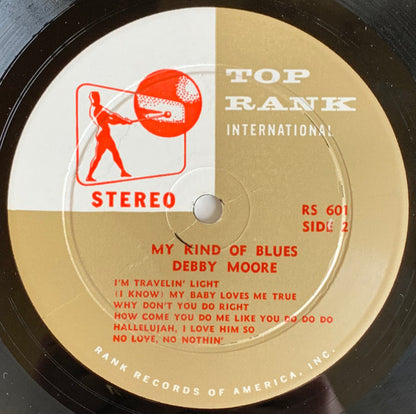 TOP
RANK
INTERNATIONAL
STEREO
RS 601
SIDE 2
MY KIND OF BLUES
DEBBY MOORE
I'M TRAVELIN' LIGHT
(I KNOW) MY BABY LOVES ME TRUE
WHY DON'T YOU DO RIGHT
HOW COME YOU DO ME LIKE YOU DO DO DO
HALLELUJAH, I LOVE HIM SO
NO LOVE, NO NOTHIN'
RANK RECORDS OF AMERICA, INC.